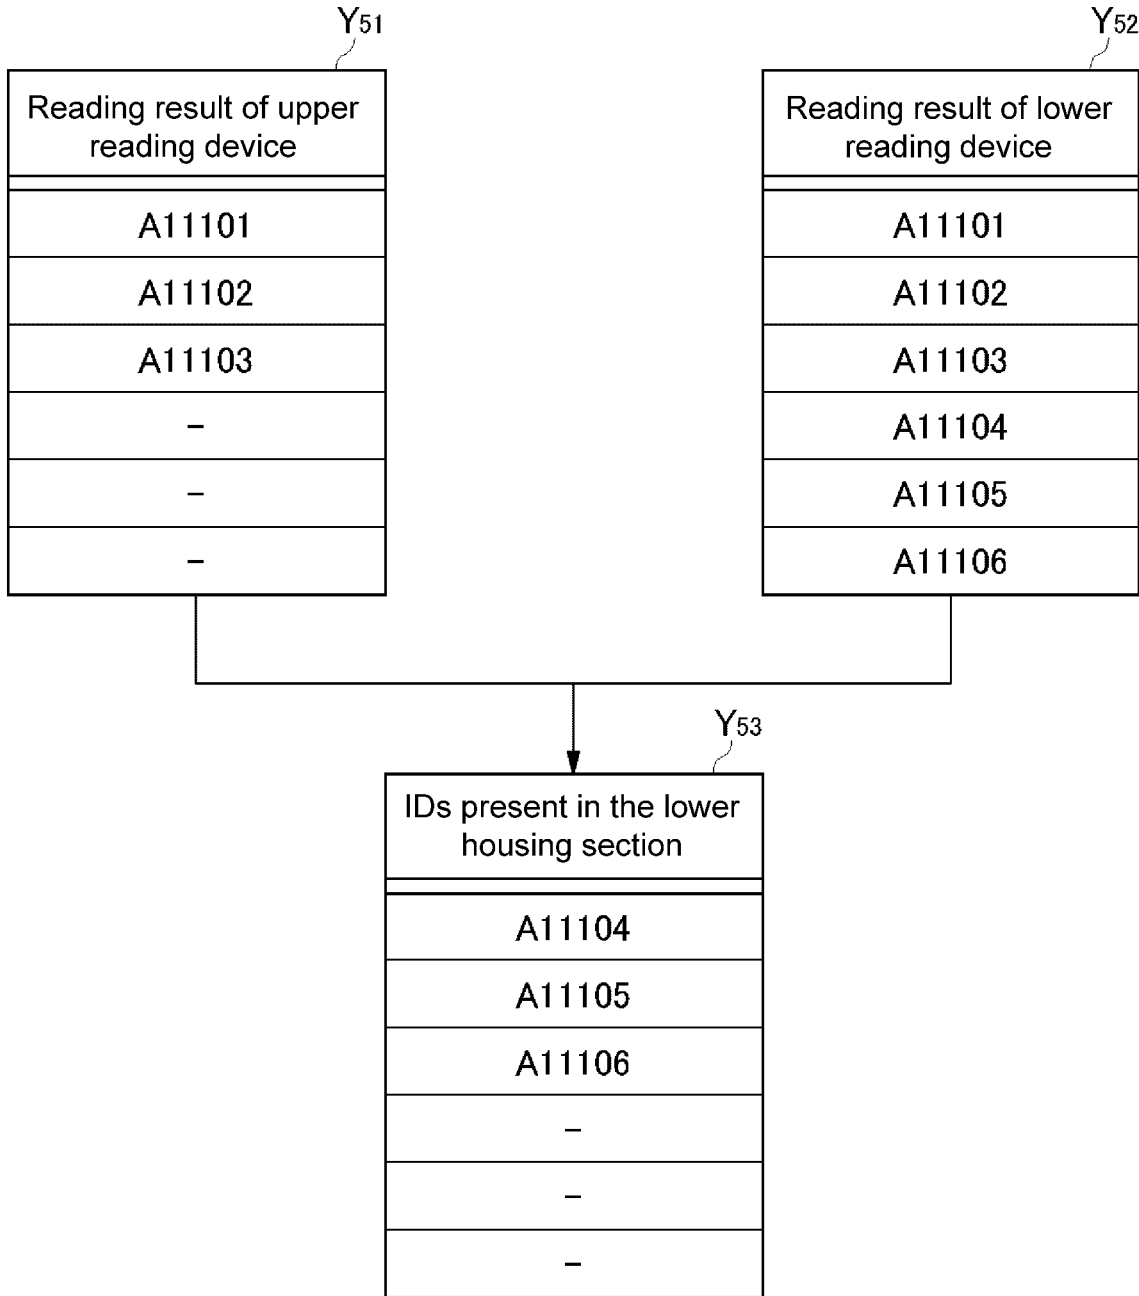 Y51
Reading result of upper
reading device
A11101
A11102
A11103
-
-
-
Y52
Reading result of lower
reading device
A11101
A11102
A11103
A11104
A11105
A11106
Y53
IDs present in the lower
housing section
A11104
A11105
A11106
-
-
-